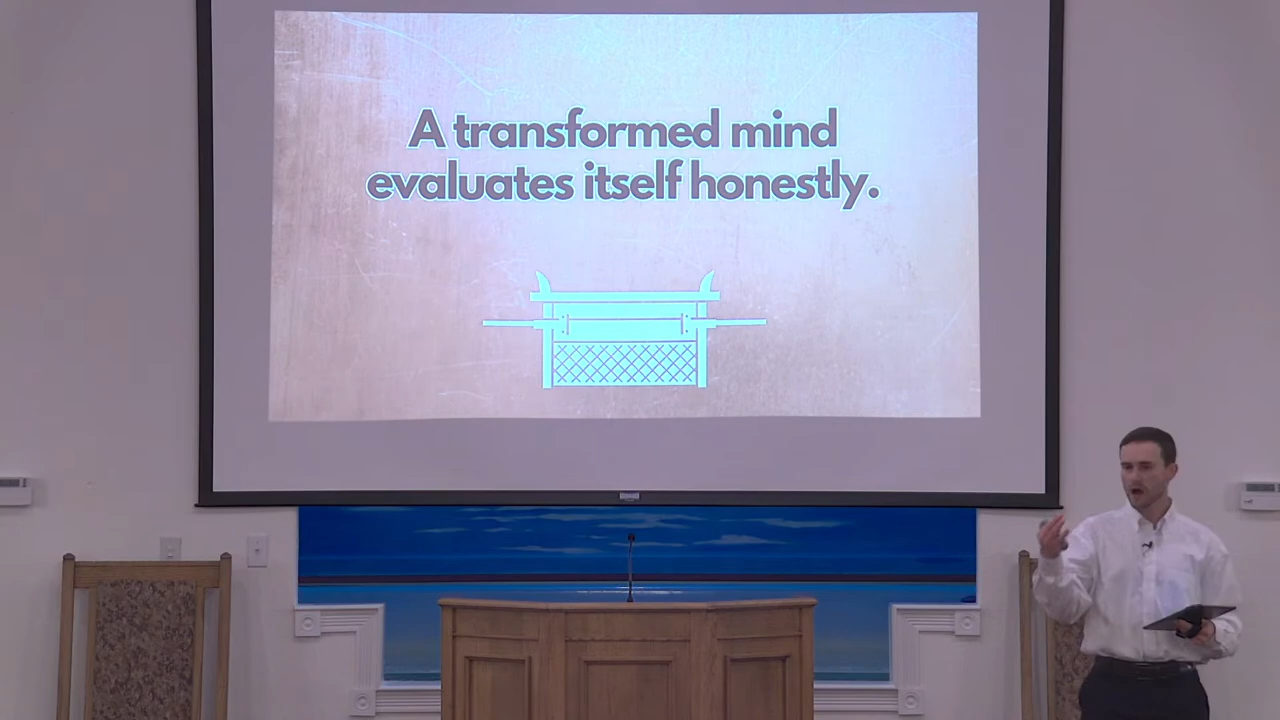 A transformed mind
evaluates itself honestly.